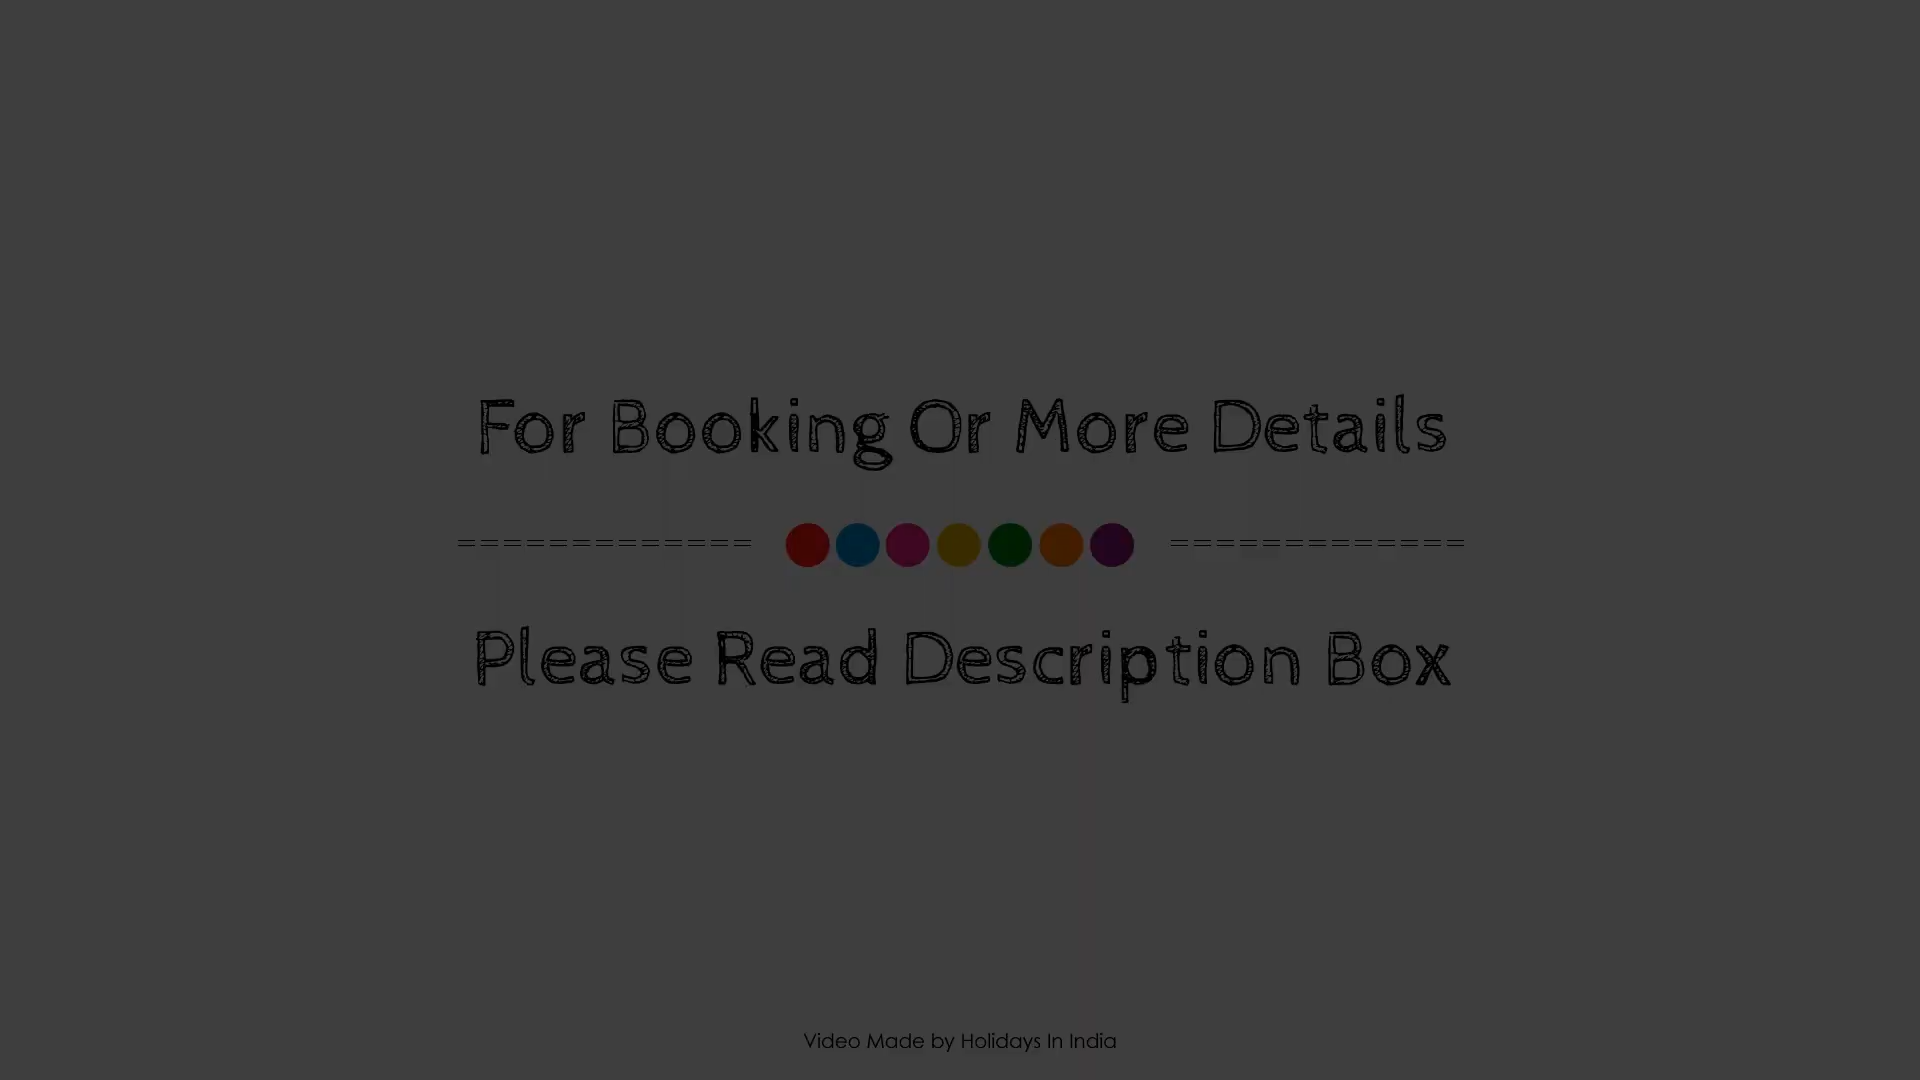 For Booking Or More Details
============= =============
Please Read Description Box
Video Made by Holidays In India